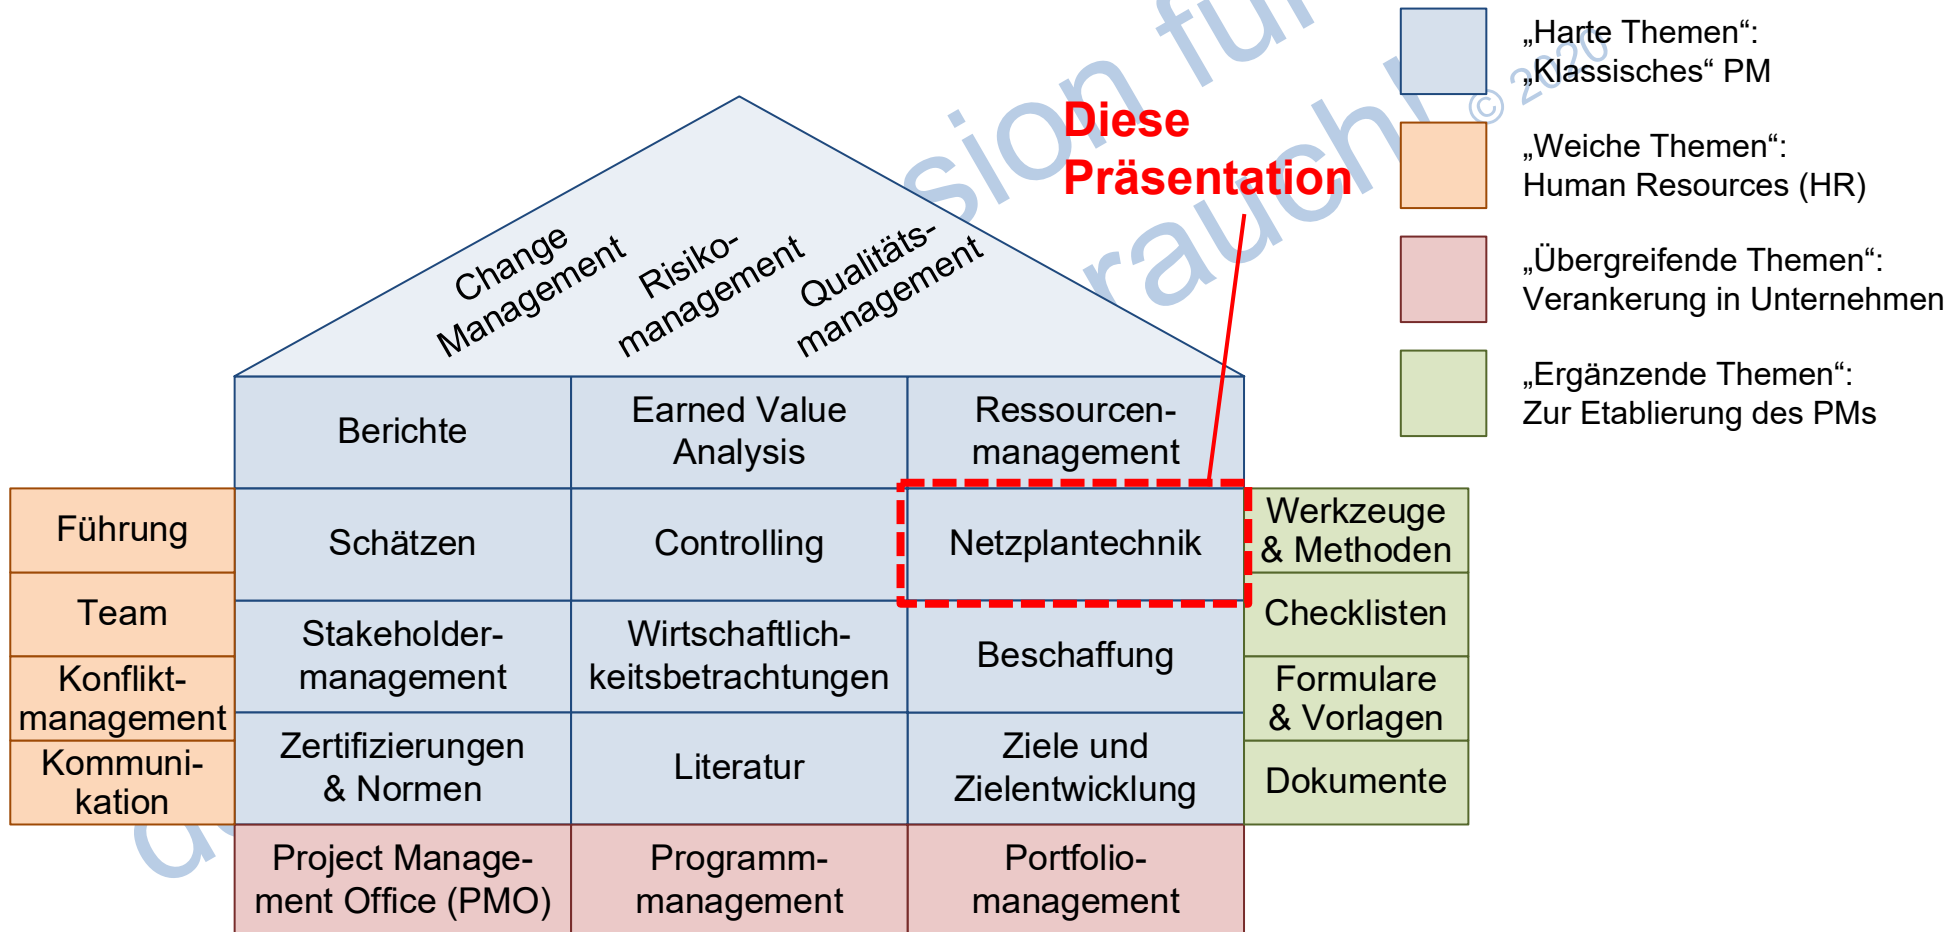 „Harte Themen“:
„Klassisches“ PM
© 2020
Diese
Präsentation
„Weiche Themen“:
Human Resources (HR)
„Übergreifende Themen“:
Verankerung in Unternehmen
„Ergänzende Themen“:
Zur Etablierung des PMs
Change
Management
Risiko-
management
Qualitäts-
management
Berichte
Earned Value
Analysis
Ressourcen-
management
Führung
Schätzen
Controlling
Netzplantechnik
Werkzeuge
& Methoden
Team
Stakeholder-
management
Wirtschaftlich-
keitsbetrachtungen
Beschaffung
Checklisten
Konflikt-
management
Formulare
& Vorlagen
Kommuni-
kation
Zertifizierungen
& Normen
Literatur
Ziele und
Zielentwicklung
Dokumente
Project Manage-
ment Office (PMO)
Programm-
management
Portfolio-
management